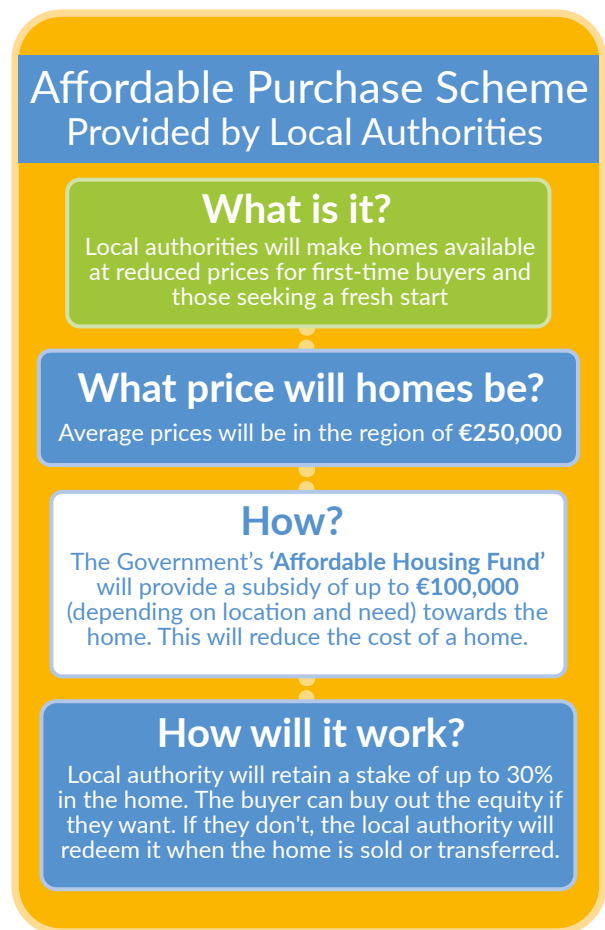 Affordable Purchase Scheme
Provided by Local Authorities
What is it?
Local authorities will make homes available
at reduced prices for first-time buyers and
those seeking a fresh start
What price will homes be?
Average prices will be in the region of €250,000
How?
The Government's ‘Affordable Housing Fund’
will provide a subsidy of up to €100,000
(depending on location and need) towards the
home. This will reduce the cost of a home.
How will it work?
Local authority will retain a stake of up to 30%
in the home. The buyer can buy out the equity if
they want. If they don't, the local authority will
redeem it when the home is sold or transferred.